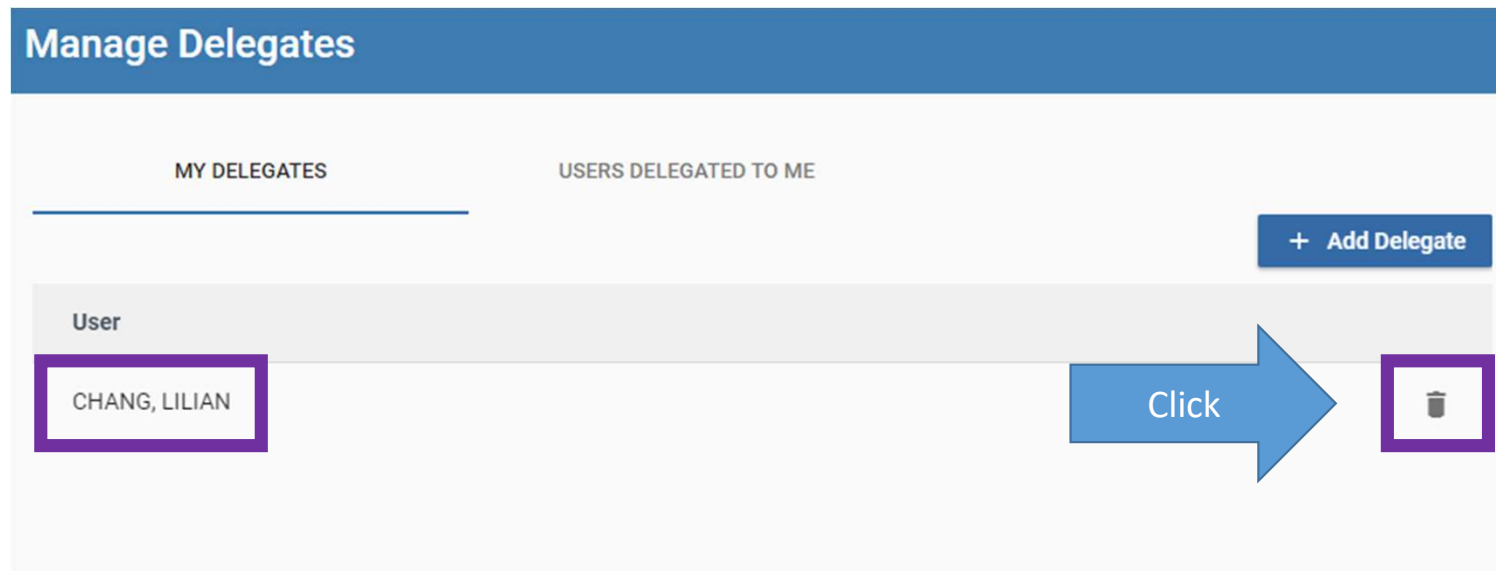 Manage Delegates
MY DELEGATES
USERS DELEGATED TO ME
+ Add Delegate
User
CHANG, LILIAN
Click